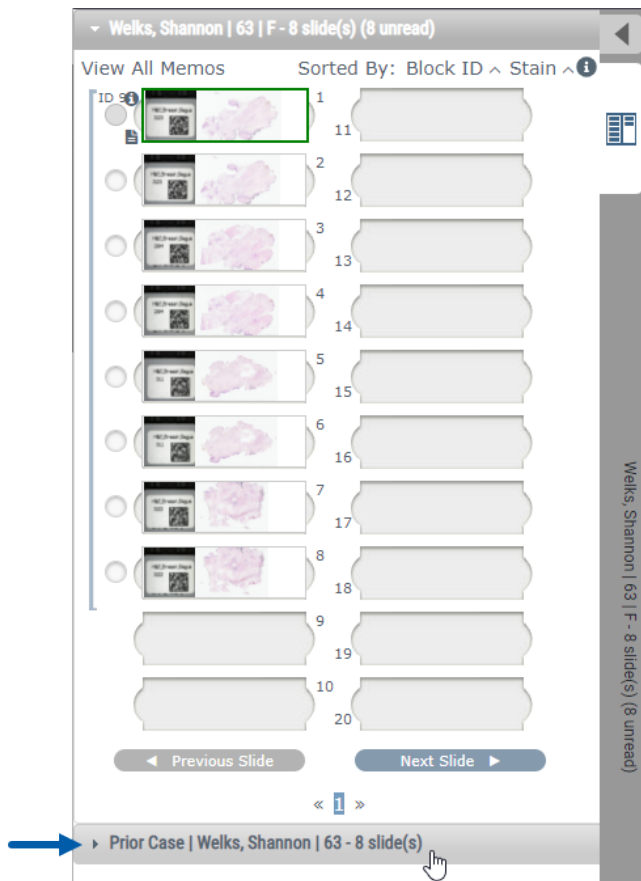 Welks, Shannon | 63 | F - 8 slide(s) (8 unread)
View All Memos Sorted By: Block ID Stain
ID 9
1
11
2
12
3
13
4
14
5
15
6
16
7
17
8
18
9
19
10
20
Previous Slide Next Slide
« 1 »
Prior Case | Welks, Shannon | 63 - 8 slide(s)
Welks, Shannon | 63 | F - 8 slide(s) (8 unread)